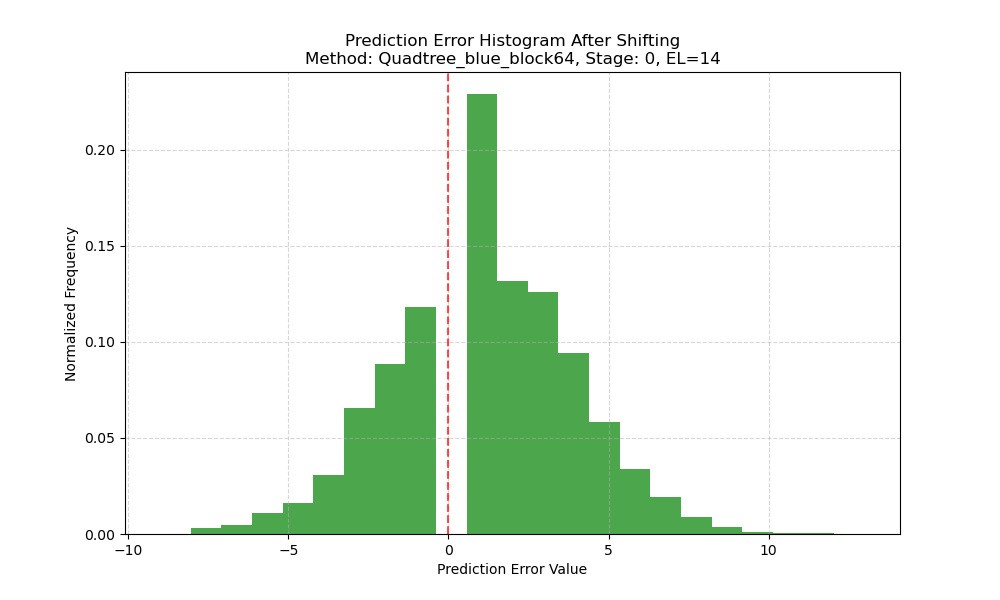 Prediction Error Histogram After Shifting
Method: Quadtree_blue_block64, Stage: 0, EL=14
Normalized Frequency
0.20
0.15
0.10
0.05
0.00
−10
−5
0
5
10
Prediction Error Value